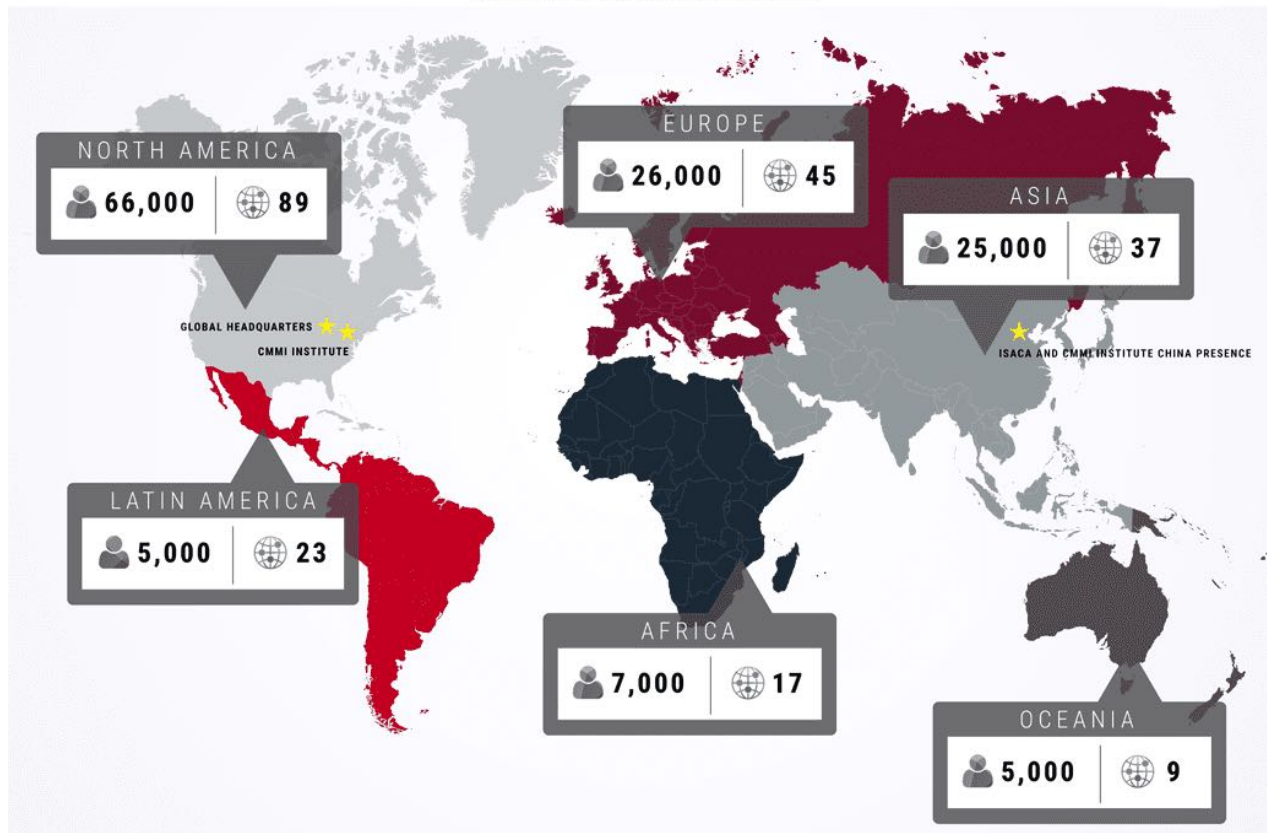 NORTH AMERICA
66,000 89
EUROPE
26,000 45
ASIA
25,000 37
GLOBAL HEADQUARTERS
CMMI INSTITUTE
ISACA AND CMMI INSTITUTE CHINA PRESENCE
LATIN AMERICA
5,000 23
AFRICA
7,000 17
OCEANIA
5,000 9